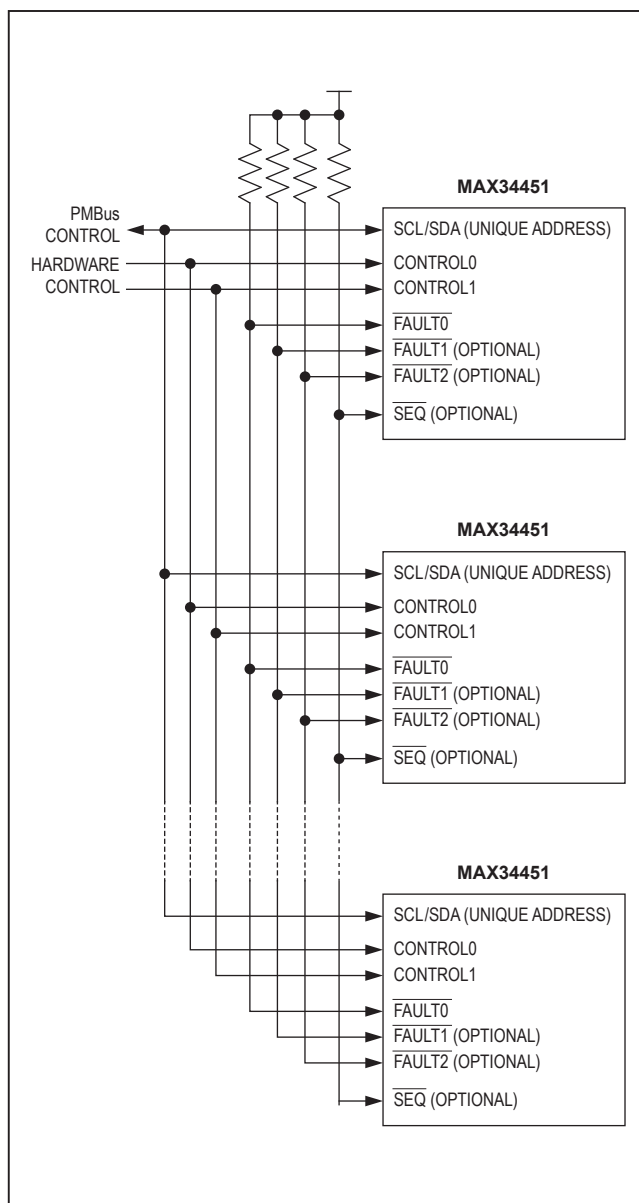 MAX34451
PMBus
CONTROL
HARDWARE
CONTROL
SCL/SDA (UNIQUE ADDRESS)
CONTROL0
CONTROL1
FAULT0
FAULT1 (OPTIONAL)
FAULT2 (OPTIONAL)
SEQ (OPTIONAL)
MAX34451
SCL/SDA (UNIQUE ADDRESS)
CONTROL0
CONTROL1
FAULT0
FAULT1 (OPTIONAL)
FAULT2 (OPTIONAL)
SEQ (OPTIONAL)
MAX34451
SCL/SDA (UNIQUE ADDRESS)
CONTROL0
CONTROL1
FAULT0
FAULT1 (OPTIONAL)
FAULT2 (OPTIONAL)
SEQ (OPTIONAL)